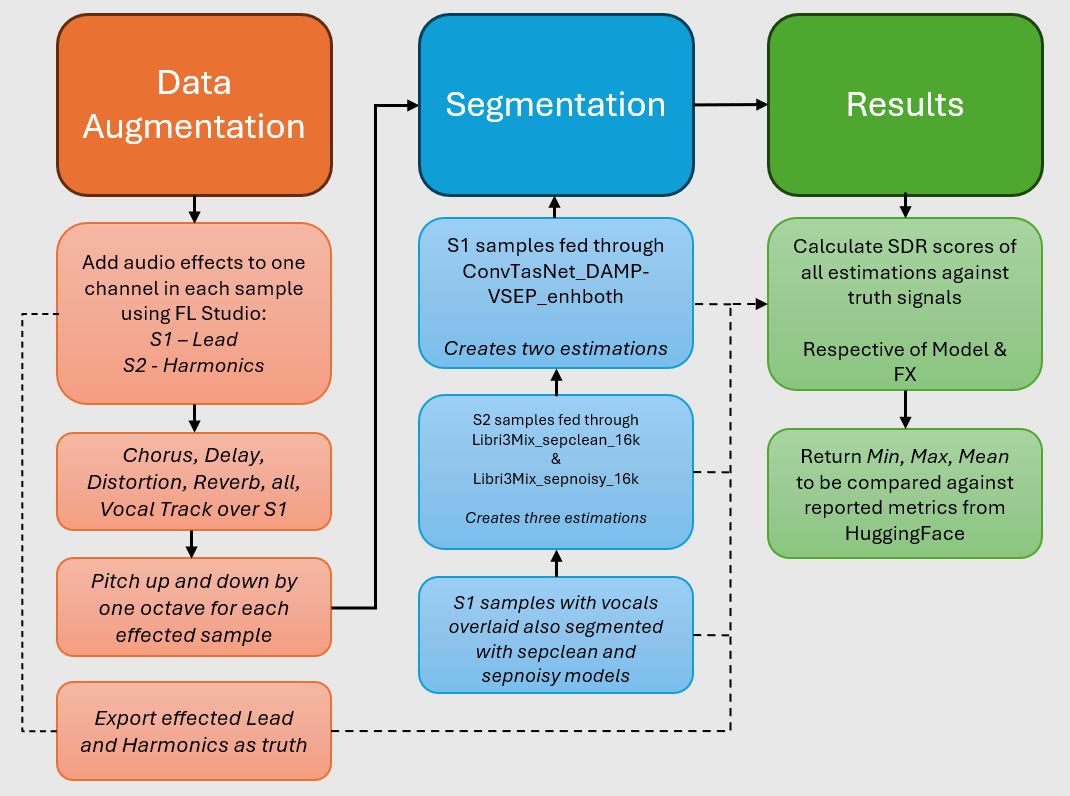 Data
Augmentation
Add audio effects to one
channel in each sample
using FL Studio:
S1 – Lead
S2 - Harmonics
Chorus, Delay,
Distortion, Reverb, all,
Vocal Track over S1
Pitch up and down by
one octave for each
effected sample
Export effected Lead
and Harmonics as truth
Segmentation
S1 samples fed through
ConvTasNet_DAMP-
VSEP_enhboth
Creates two estimations
S2 samples fed through
Libri3Mix_sepclean_16k
&
Libri3Mix_sepnoisy_16k
Creates three estimations
S1 samples with vocals
overlaid also segmented
with sepclean and
sepnoisy models
Results
Calculate SDR scores of
all estimations against
truth signals
Respective of Model &
FX
Return Min, Max, Mean
to be compared against
reported metrics from
HuggingFace